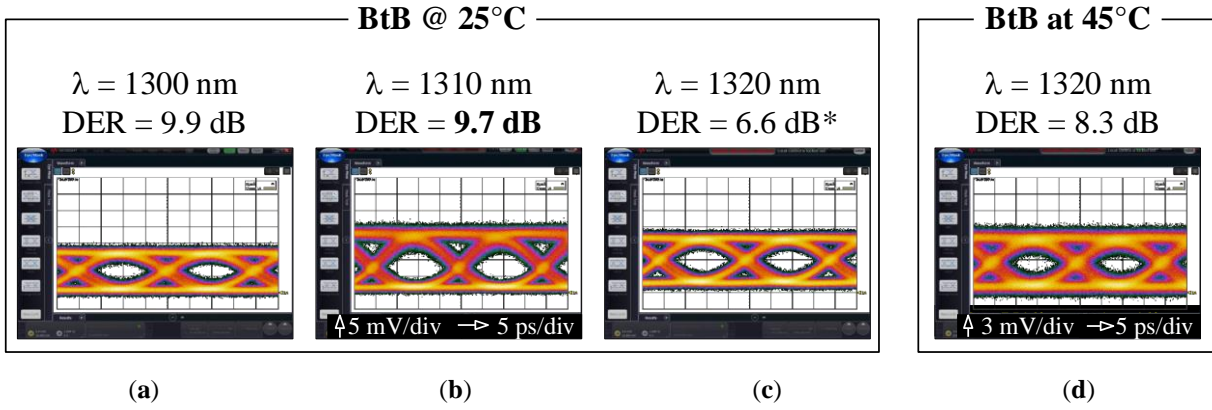 BtB @ 25°C
λ = 1300 nm
DER = 9.9 dB
λ = 1310 nm
DER = 9.7 dB
λ = 1320 nm
DER = 6.6 dB*
5 mV/div 5 ps/div
(a)
(b)
(c)
BtB at 45°C
λ = 1320 nm
DER = 8.3 dB
3 mV/div 5 ps/div
(d)